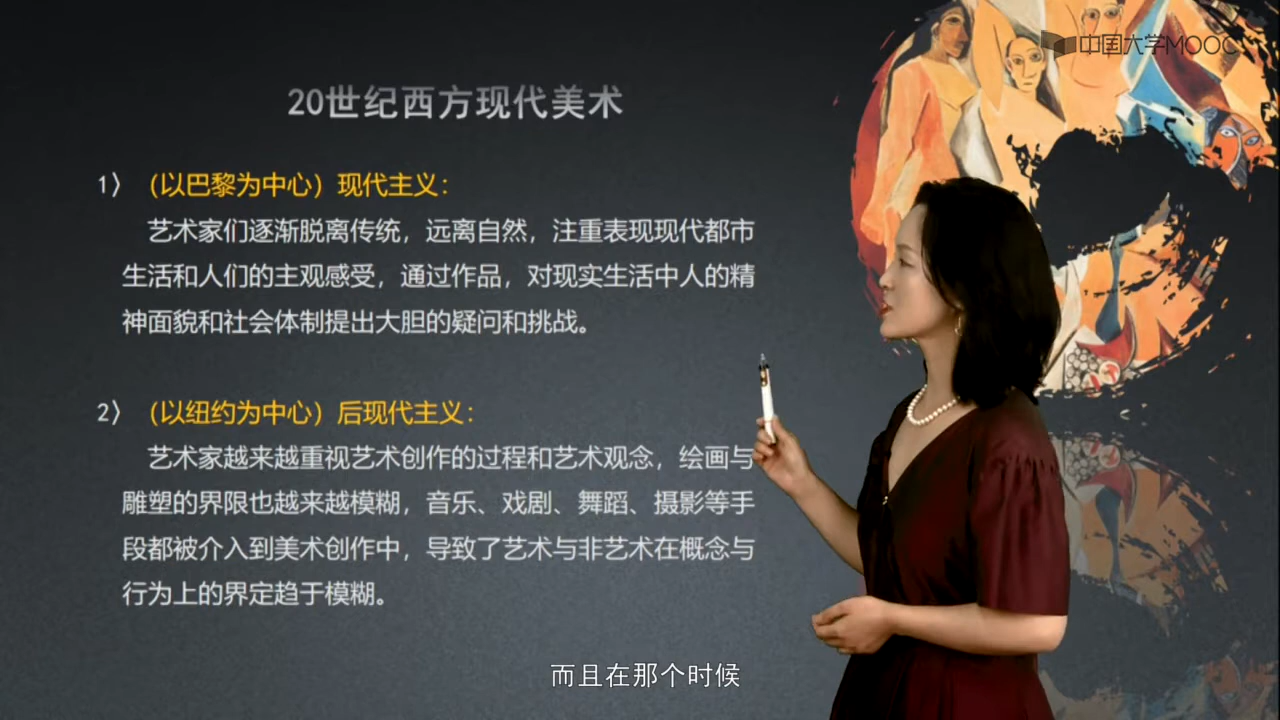 中国大学MOOC
20世纪西方现代美术
1）（以巴黎为中心）现代主义：
艺术家们逐渐脱离传统，远离自然，注重表现现代都市
生活和人们的主观感受，通过作品，对现实生活中人的精
神面貌和社会体制提出大胆的疑问和挑战。
2）（以纽约为中心）后现代主义：
艺术家越来越重视艺术创作的过程和艺术观念，绘画与
雕塑的界限也越来越模糊，音乐、戏剧、舞蹈、摄影等手
段都被介入到美术创作中，导致了艺术与非艺术在概念与
行为上的界定趋于模糊。
而且在那个时候